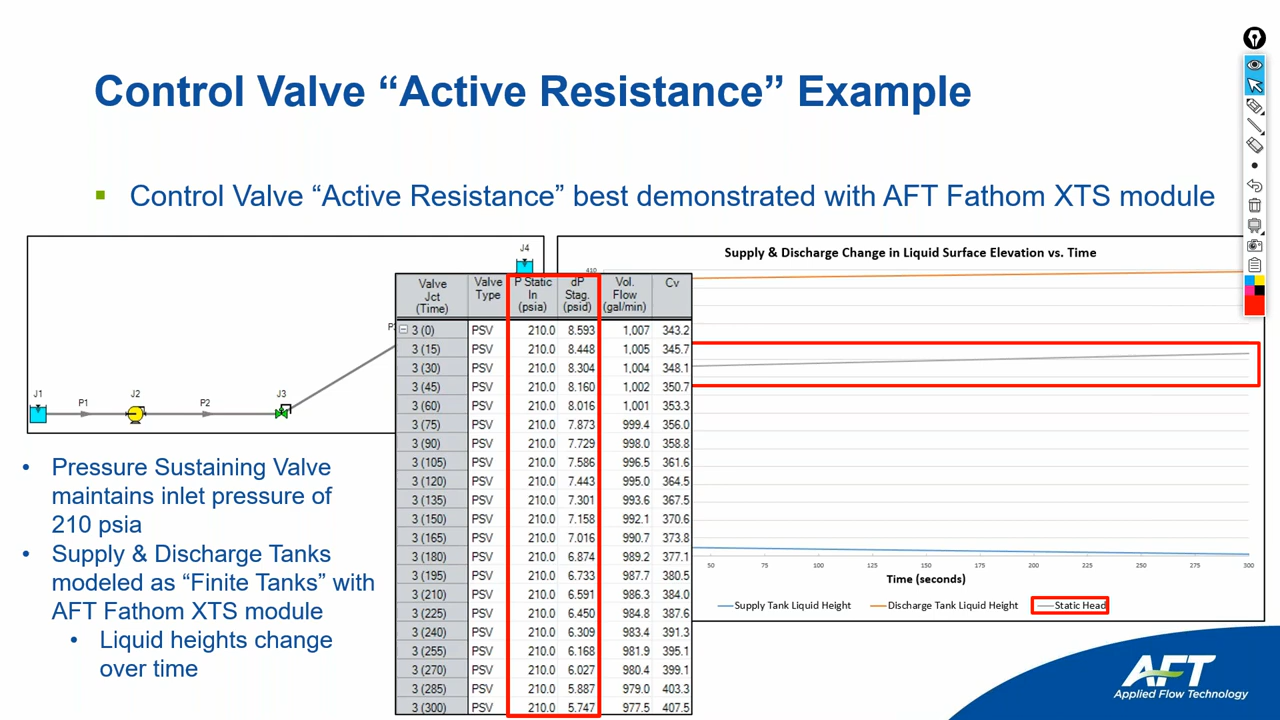 Control Valve “Active Resistance” Example
Control Valve “Active Resistance” best demonstrated with AFT Fathom XTS module
J4
J1
P1
J2
P2
J3
Supply & Discharge Change in Liquid Surface Elevation vs. Time
410
Valve Jct (Time) Valve Type P Static In (psia) dP Stag. (psid) Vol. Flow (gal/min) Cv
3 (0) PSV 210.0 8.593 1,007 343.2
3 (15) PSV 210.0 8.448 1,005 345.7
3 (30) PSV 210.0 8.304 1,004 348.1
3 (45) PSV 210.0 8.160 1,002 350.7
3 (60) PSV 210.0 8.016 1,001 353.3
3 (75) PSV 210.0 7.873 999.4 356.0
3 (90) PSV 210.0 7.729 998.0 358.8
3 (105) PSV 210.0 7.586 996.5 361.6
3 (120) PSV 210.0 7.443 995.0 364.5
3 (135) PSV 210.0 7.301 993.6 367.5
3 (150) PSV 210.0 7.158 992.1 370.6
3 (165) PSV 210.0 7.016 990.7 373.8
3 (180) PSV 210.0 6.874 989.2 377.1
3 (195) PSV 210.0 6.733 987.7 380.5
3 (210) PSV 210.0 6.591 986.3 384.0
3 (225) PSV 210.0 6.450 984.8 387.6
3 (240) PSV 210.0 6.309 983.4 391.3
3 (255) PSV 210.0 6.168 981.9 395.1
3 (270) PSV 210.0 6.027 980.4 399.1
3 (285) PSV 210.0 5.887 979.0 403.3
3 (300) PSV 210.0 5.747 977.5 407.5
50 75 100 125 150 175 200 225 250 275 300
Time (seconds)
Supply Tank Liquid Height Discharge Tank Liquid Height Static Head
Pressure Sustaining Valve
maintains inlet pressure of
210 psia
Supply & Discharge Tanks
modeled as “Finite Tanks” with
AFT Fathom XTS module
Liquid heights change
over time
AFT
Applied Flow Technology